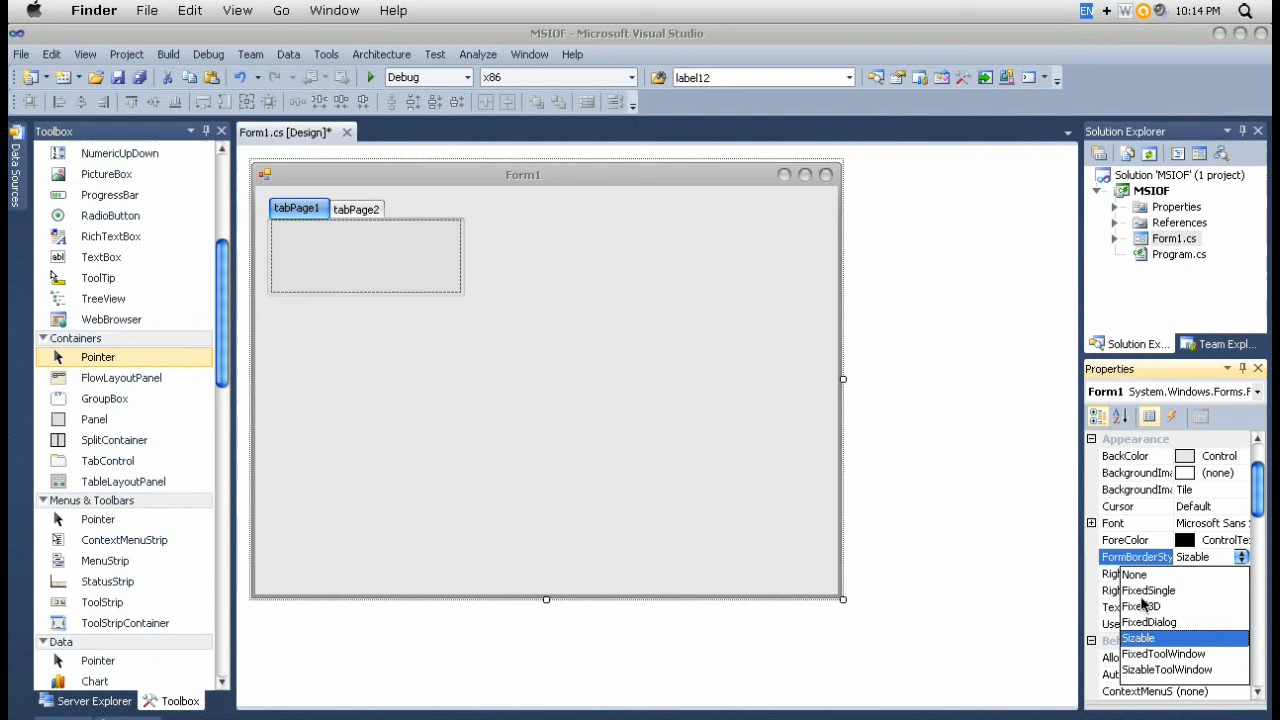 Finder File Edit View Go Window Help EN 10:14 PM
MSIOF - Microsoft Visual Studio
File Edit View Project Build Debug Team Data Tools Architecture Test Analyze Window Help
Debug x86 label12
Data Sources
Toolbox
NumericUpDown
PictureBox
ProgressBar
RadioButton
RichTextBox
TextBox
ToolTip
TreeView
WebBrowser
Containers
Pointer
FlowLayoutPanel
GroupBox
Panel
SplitContainer
TabControl
TableLayoutPanel
Menus & Toolbars
Pointer
ContextMenuStrip
MenuStrip
StatusStrip
ToolStrip
ToolStripContainer
Data
Pointer
Chart
Server Explorer Toolbox
Form1.cs [Design]*
Form1
tabPage1 tabPage2
Solution Explorer
Solution 'MSIOF' (1 project)
MSIOF
Properties
References
Form1.cs
Program.cs
Solution Ex... Team Expl...
Properties
Form1 System.Windows.Forms.F
Appearance
BackColor Control
BackgroundIma (none)
BackgroundIma Tile
Cursor Default
Font Microsoft Sans
ForeColor ControlTe
FormBorderSty Sizable
None
FixedSingle
Fixed3D
FixedDialog
Sizable
FixedToolWindow
SizableToolWindow
ContextMenuS (none)